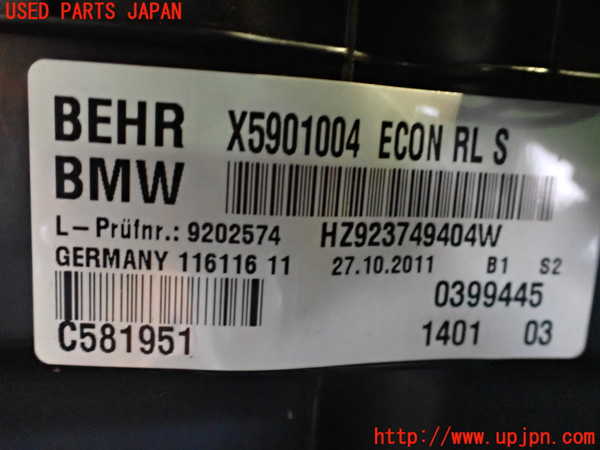 USED PARTS JAPAN
BEHR X5901004 ECON RL S
BMW
L-Prüfnr.: 9202574 HZ923749404W
GERMANY 116116 11 27.10.2011 B1 S2
0399445
C581951 1401 03
UPJ
http://www.upjpn.com/